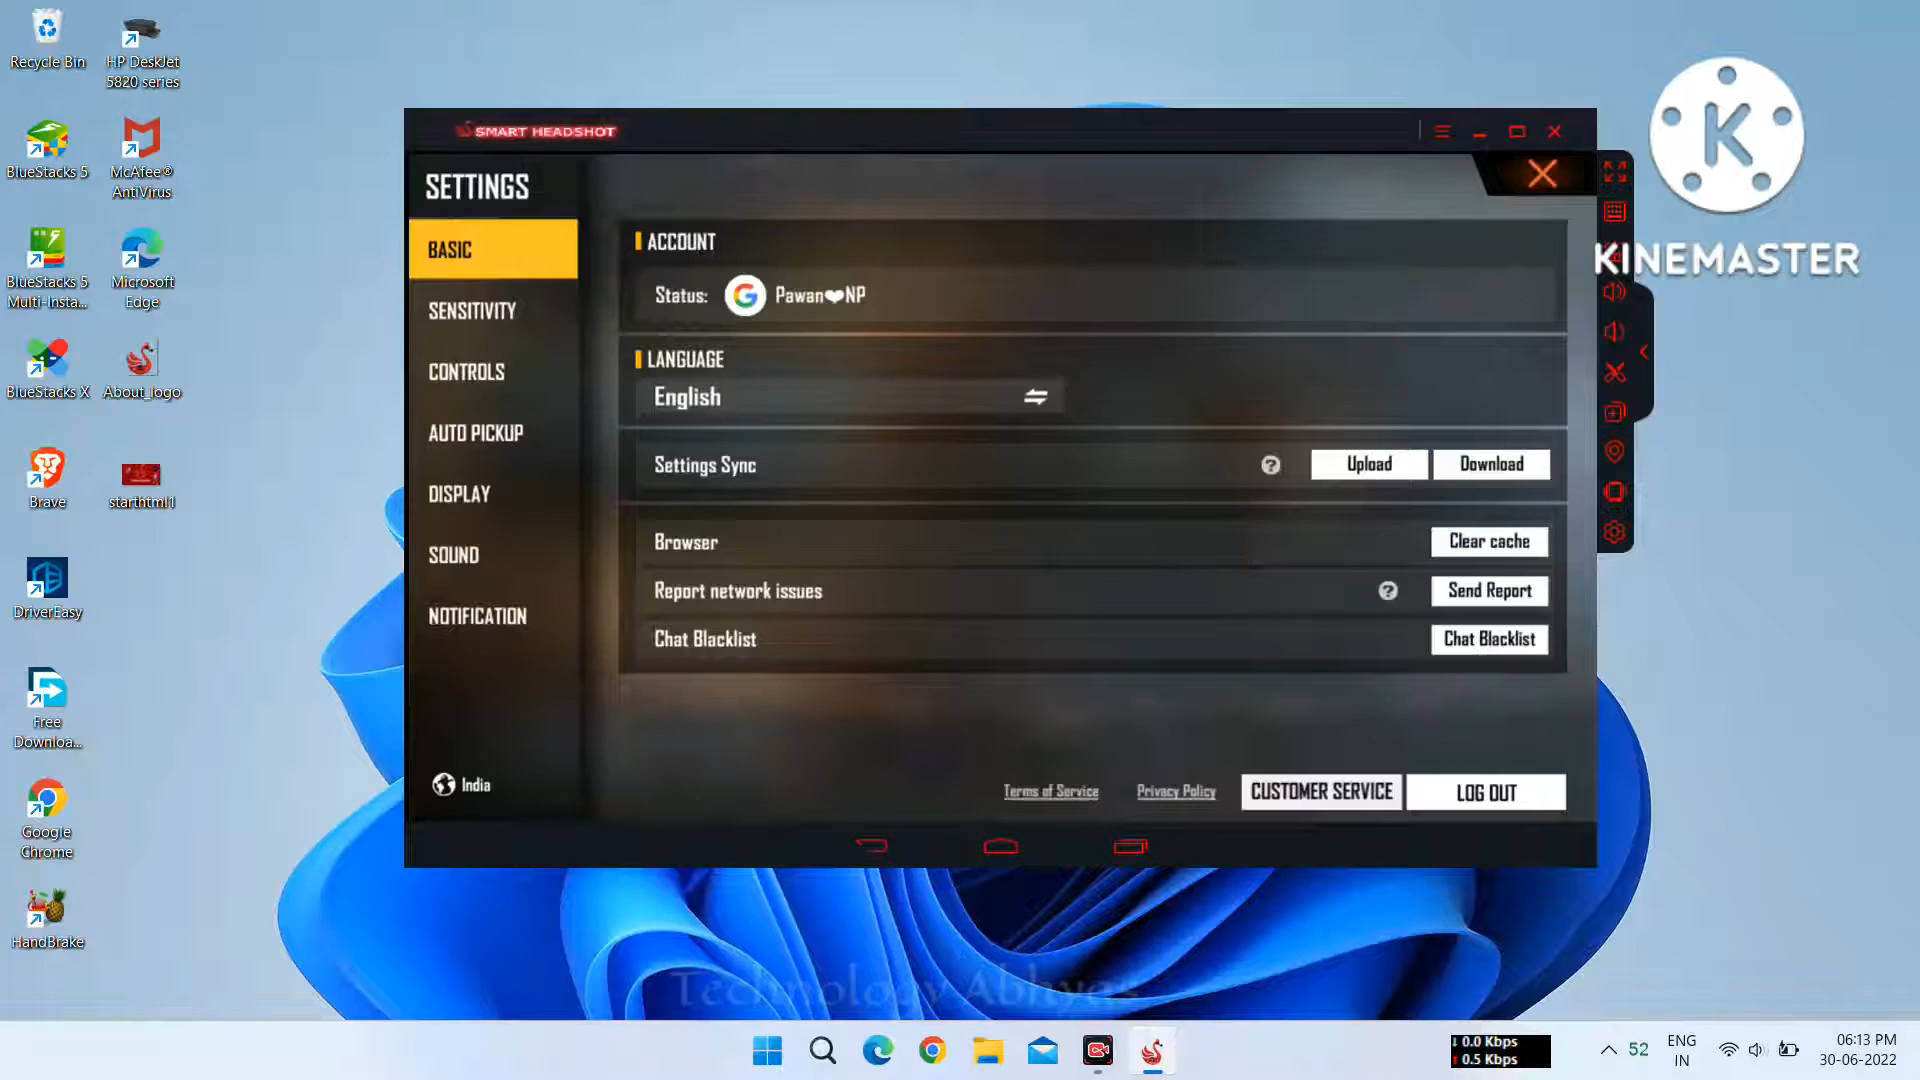 Recycle Bin
HP DeskJet
5820 series
BlueStacks 5
McAfee®
AntiVirus
BlueStacks 5
Multi-Insta...
Microsoft
Edge
BlueStacks X
About_logo
Brave
starthtml1
DriverEasy
Free
Downloa...
Google
Chrome
HandBrake
SMART HEADSHOT
SETTINGS
BASIC
SENSITIVITY
CONTROLS
AUTO PICKUP
DISPLAY
SOUND
NOTIFICATION
India
ACCOUNT
Status: G Pawan❤NP
LANGUAGE
English
Settings Sync ? Upload Download
Browser Clear cache
Report network issues ? Send Report
Chat Blacklist Chat Blacklist
Terms of Service Privacy Policy CUSTOMER SERVICE LOG OUT
K
KINEMASTER
Technology Abhyas
↓ 0.0 Kbps
↑ 0.5 Kbps
52
ENG
IN
06:13 PM
30-06-2022